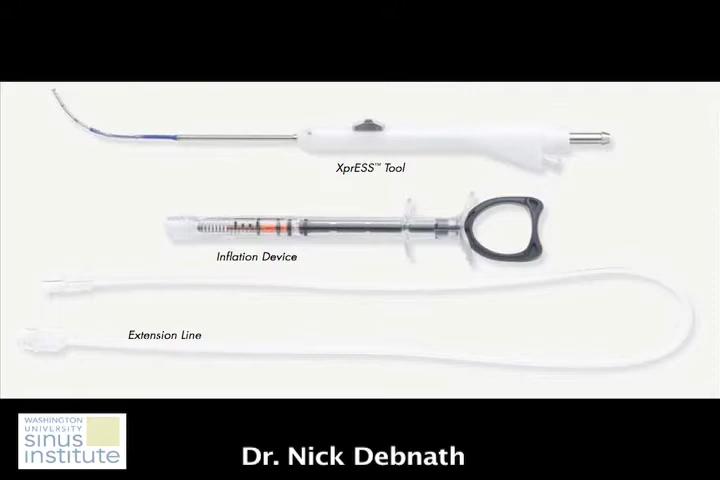 XprESS™ Tool
Inflation Device
Extension Line
WASHINGTON
UNIVERSITY
sinus
institute
Dr. Nick Debnath